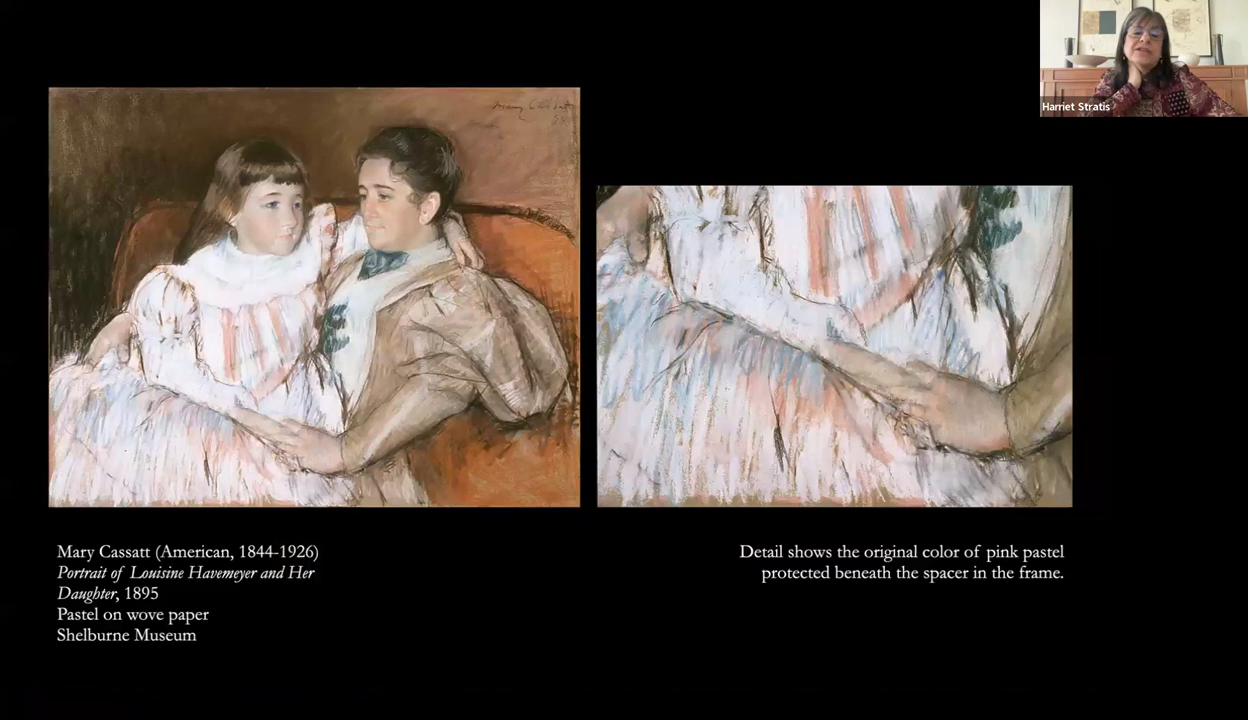 Harriet Stratis
Mary Cassatt (American, 1844-1926)
Portrait of Louisine Havemeyer and Her
Daughter, 1895
Pastel on wove paper
Shelburne Museum
Detail shows the original color of pink pastel
protected beneath the spacer in the frame.